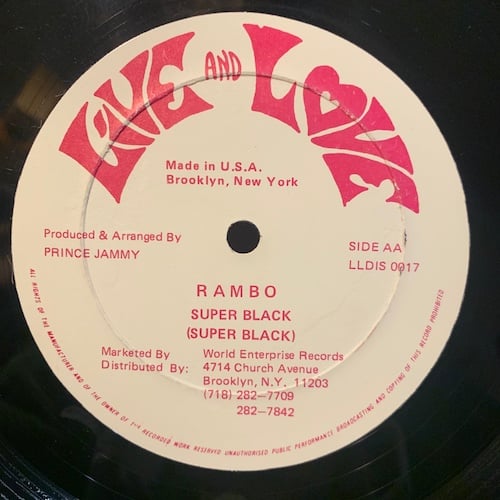 LIVE AND LOVE
Made in U.S.A.
Brooklyn, New York
Produced & Arranged By
PRINCE JAMMY
SIDE AA
LLDIS 0017
RAMBO
SUPER BLACK
(SUPER BLACK)
Marketed By
Distributed By:
World Enterprise Records
4714 Church Avenue
Brooklyn, N.Y. 11203
(718) 282-7709
282-7842
ALL RIGHTS OF THE MANUFACTURER AND OF THE OWNER OF THE RECORDED WORK RESERVED UNAUTHORISED PUBLIC PERFORMANCE BROADCASTING AND COPYING OF THIS RECORD PROHIBITED